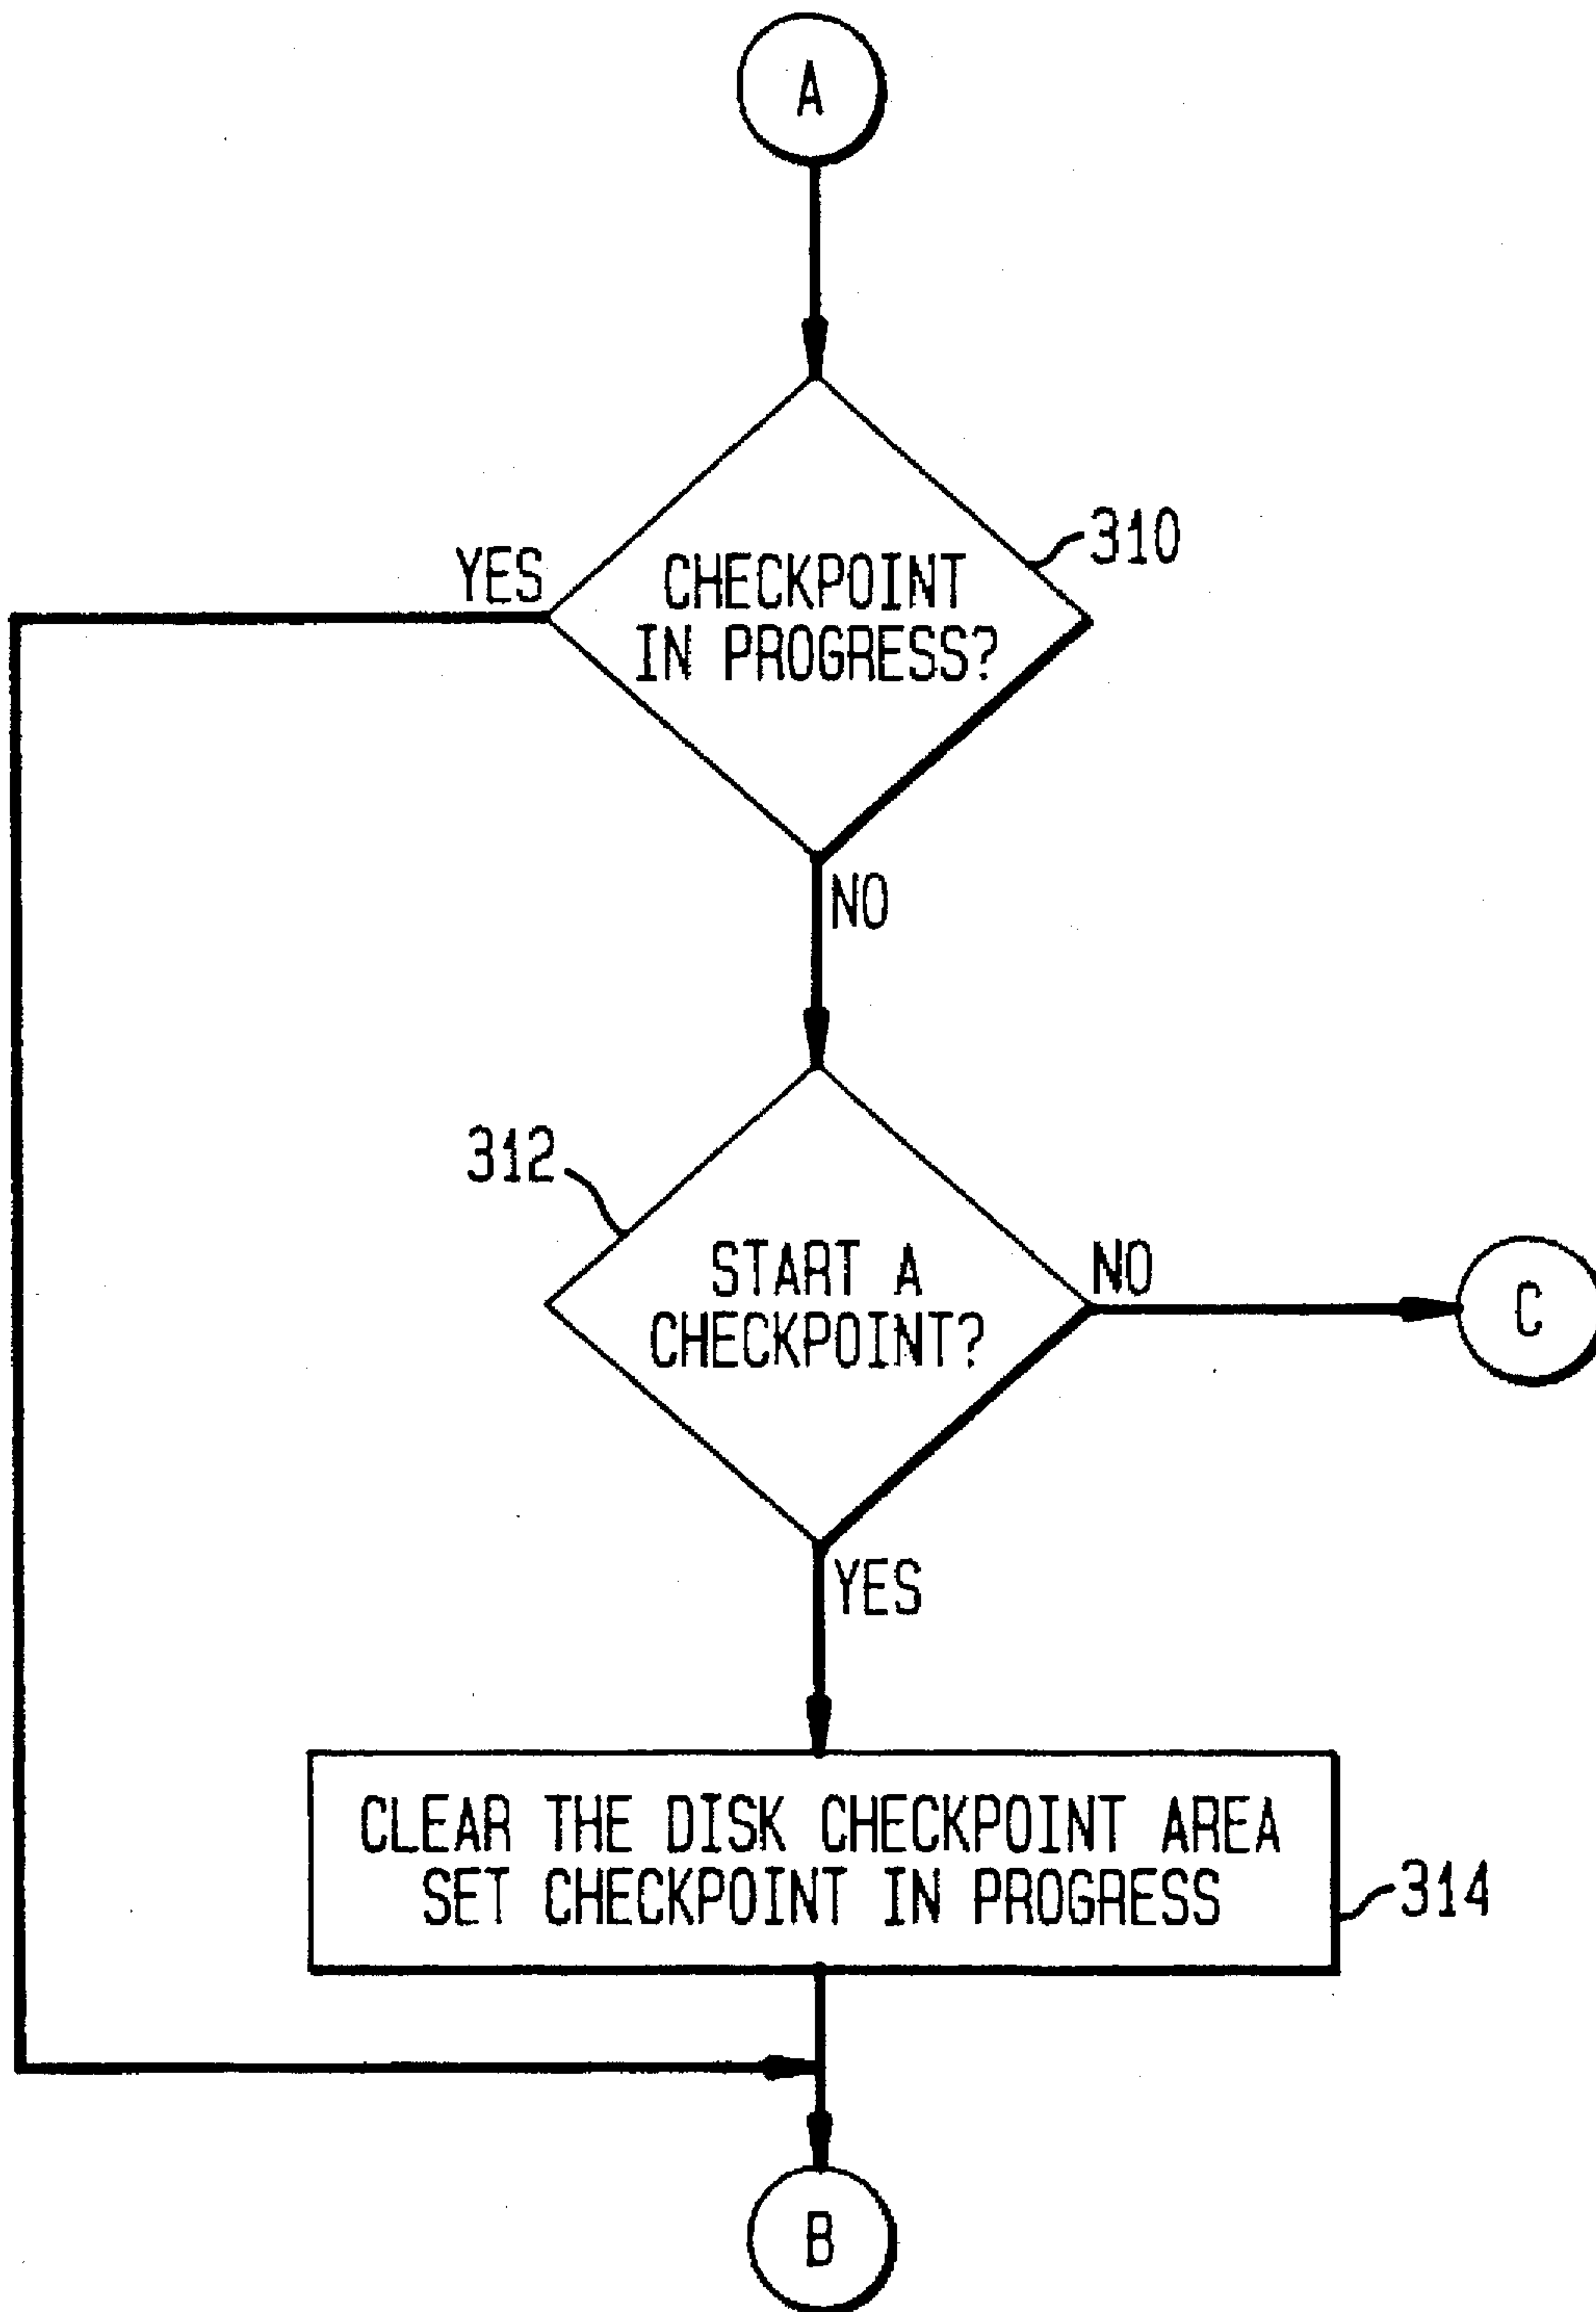 A
310
YES
CHECKPOINT
IN PROGRESS?
NO
312
START A
CHECKPOINT?
NO
C
YES
CLEAR THE DISK CHECKPOINT AREA
SET CHECKPOINT IN PROGRESS
314
B